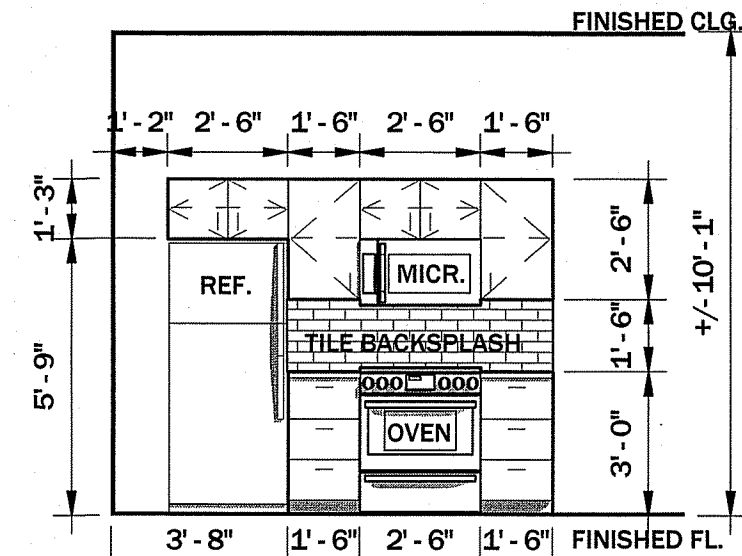 FINISHED CLG.
1'-2" 2'-6" 1'-6" 2'-6" 1'-6"
1'-3"
2'-6"
+/-10'-1"
REF.
MICR.
TILE BACKSPLASH
1'-6"
5'-9"
OVEN
3'-0"
3'-8" 1'-6" 2'-6" 1'-6" FINISHED FL.